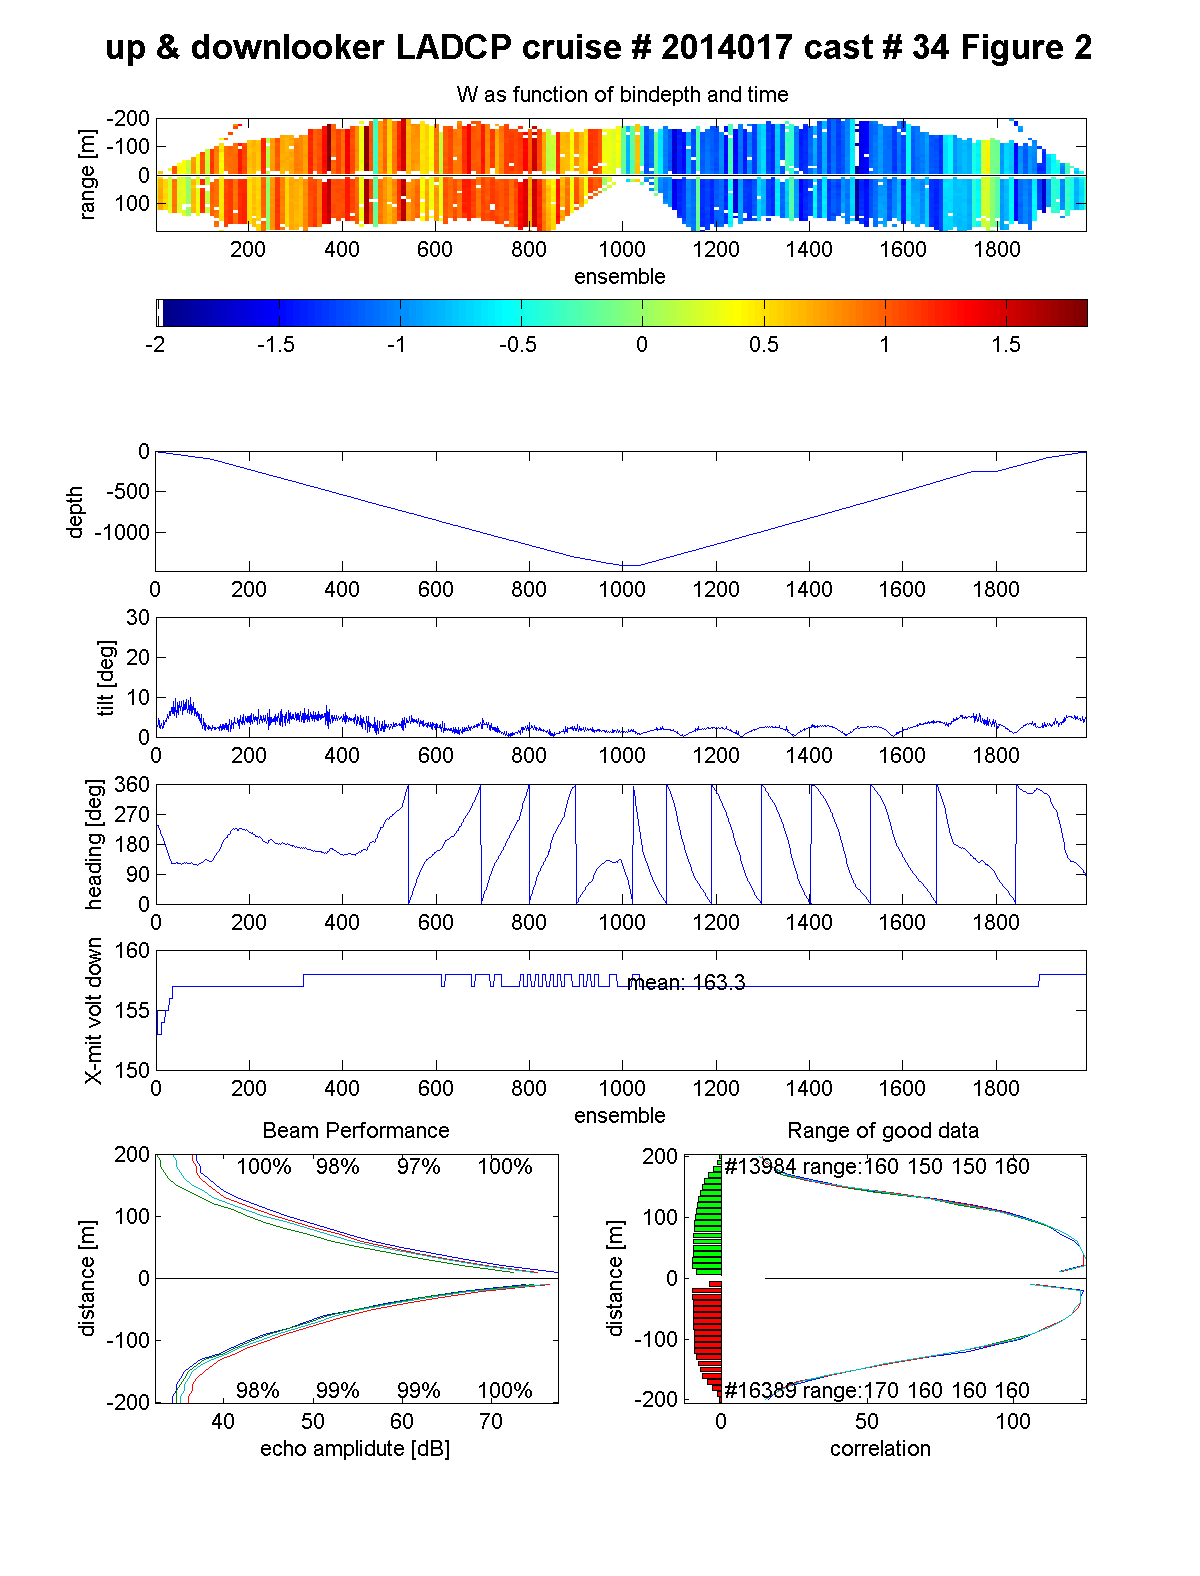 up & downlooker LADCP cruise # 2014017 cast # 34 Figure 2
W as function of bindepth and time
range [m]
-200
-100
0
100
200 400 600 800 1000 1200 1400 1600 1800
ensemble
-2 -1.5 -1 -0.5 0 0.5 1 1.5
depth
0
-500
-1000
0 200 400 600 800 1000 1200 1400 1600 1800
tilt [deg]
30
20
10
0
0 200 400 600 800 1000 1200 1400 1600 1800
heading [deg]
360
270
180
90
0
0 200 400 600 800 1000 1200 1400 1600 1800
X-mit volt down
160
155
150
mean: 163.3
0 200 400 600 800 1000 1200 1400 1600 1800
ensemble
Beam Performance
distance [m]
200
100
0
-100
-200
100% 98% 97% 100%
98% 99% 99% 100%
40 50 60 70
echo amplidute [dB]
Range of good data
distance [m]
200
100
0
-100
-200
#13984 range:160 150 150 160
#16389 range:170 160 160 160
0 50 100
correlation